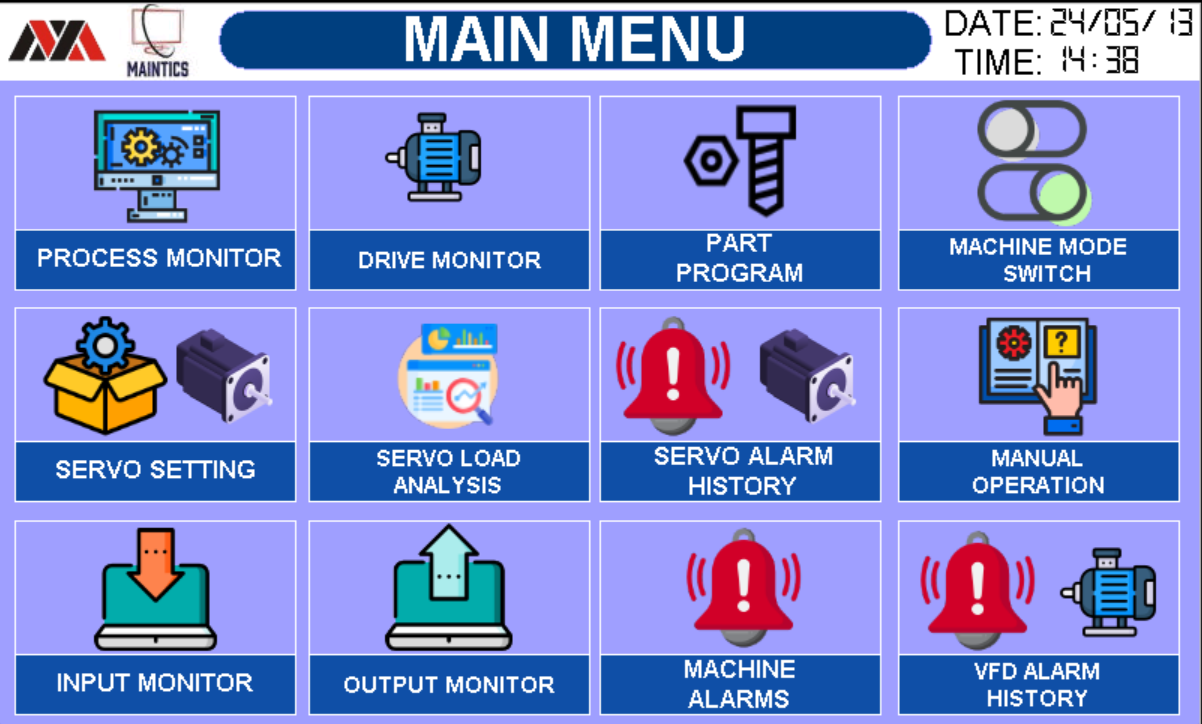 MAINTICS
MAIN MENU
DATE: 24/05/13
TIME: 14:38
PROCESS MONITOR
DRIVE MONITOR
PART
PROGRAM
MACHINE MODE
SWITCH
?
SERVO SETTING
SERVO LOAD
ANALYSIS
SERVO ALARM
HISTORY
MANUAL
OPERATION
INPUT MONITOR
OUTPUT MONITOR
MACHINE
ALARMS
VFD ALARM
HISTORY